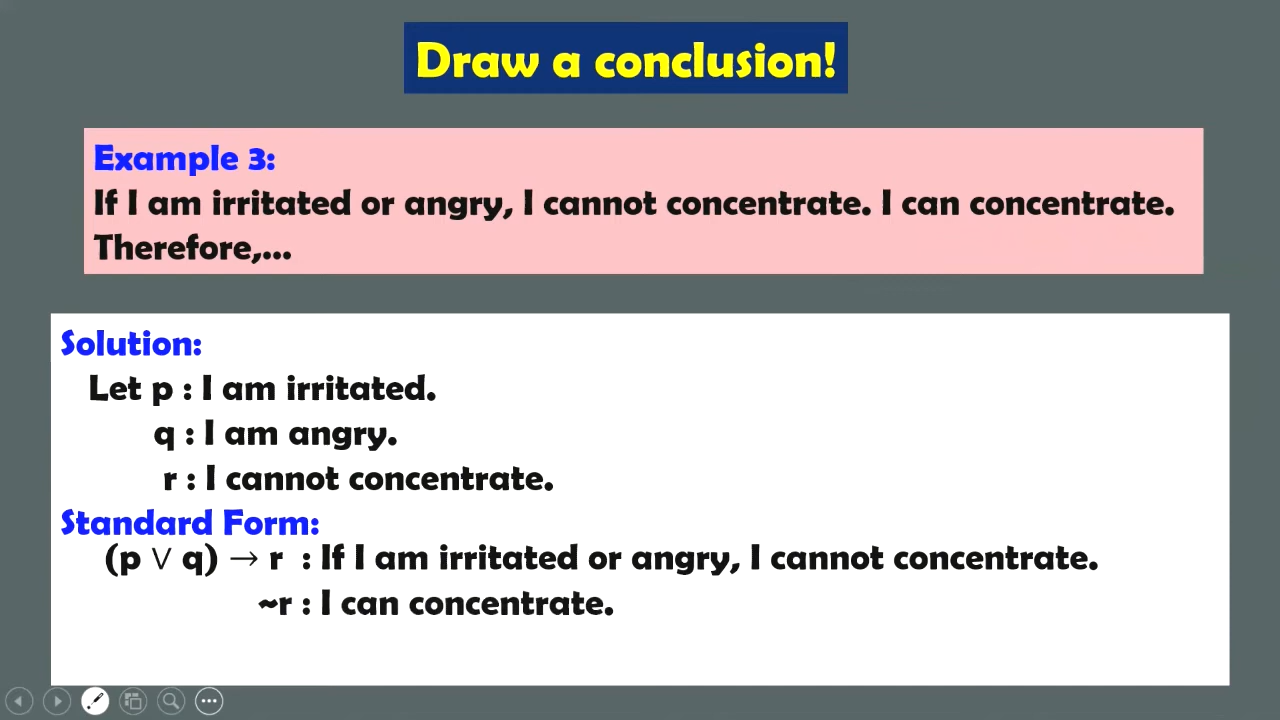 Draw a conclusion!
Example 3:
If I am irritated or angry, I cannot concentrate. I can concentrate.
Therefore,...
Solution:
Let p : I am irritated.
q : I am angry.
r : I cannot concentrate.
Standard Form:
(p ∨ q) → r : If I am irritated or angry, I cannot concentrate.
~r : I can concentrate.